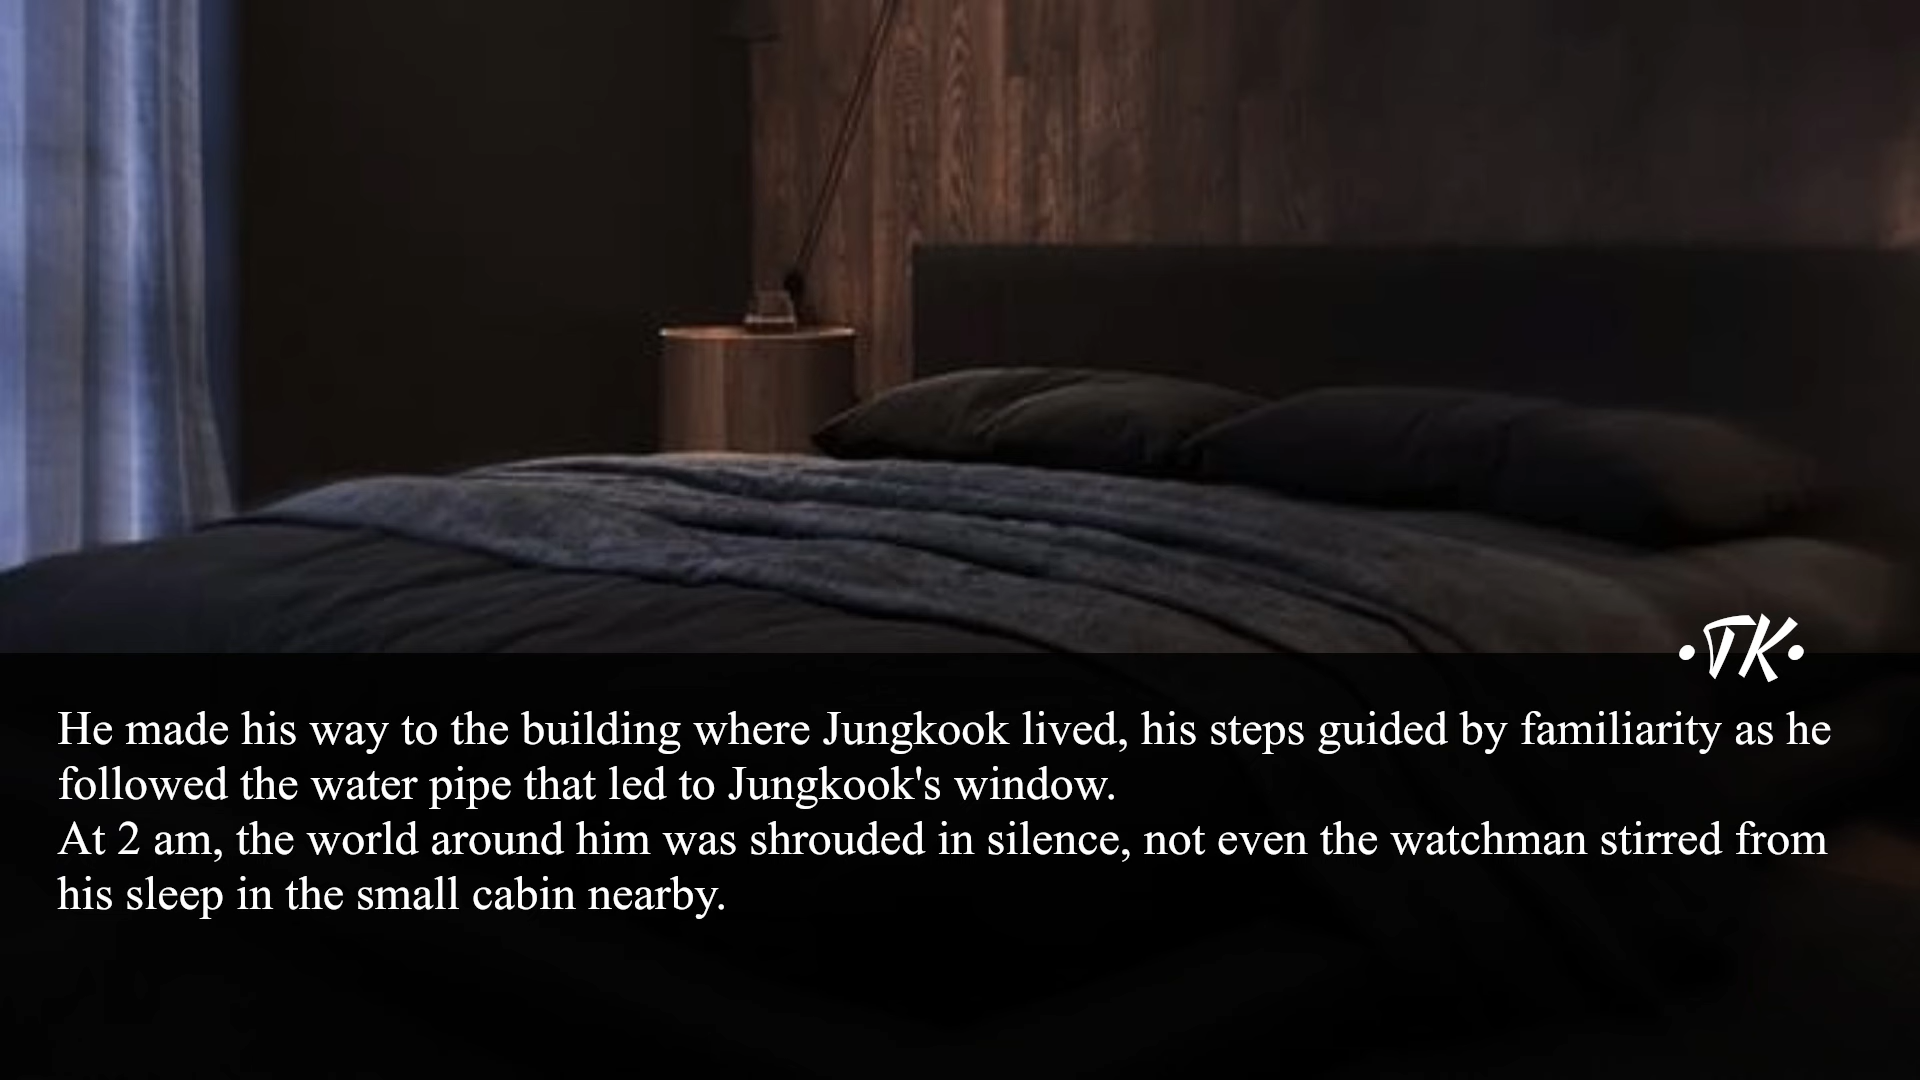 •TK•
He made his way to the building where Jungkook lived, his steps guided by familiarity as he
followed the water pipe that led to Jungkook's window.
At 2 am, the world around him was shrouded in silence, not even the watchman stirred from
his sleep in the small cabin nearby.